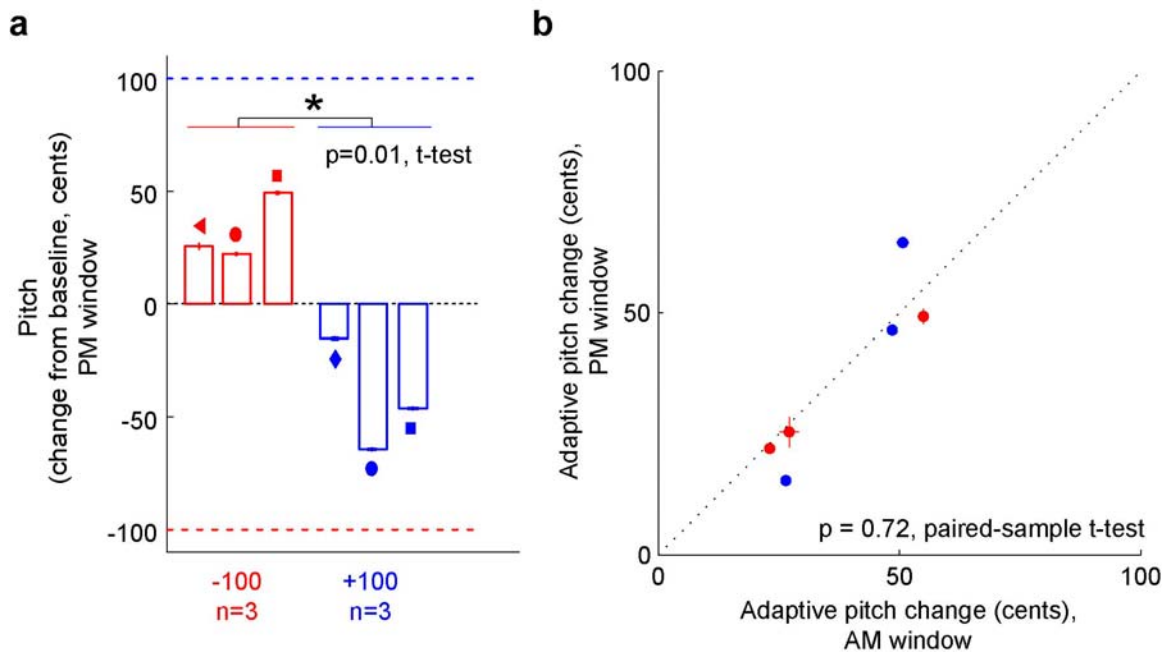 a
100
*
p=0.01, t-test
50
0
-50
-100
Pitch
(change from baseline, cents)
PM window
-100
n=3
+100
n=3
b
100
50
0
Adaptive pitch change (cents),
PM window
p = 0.72, paired-sample t-test
0
50
100
Adaptive pitch change (cents),
AM window